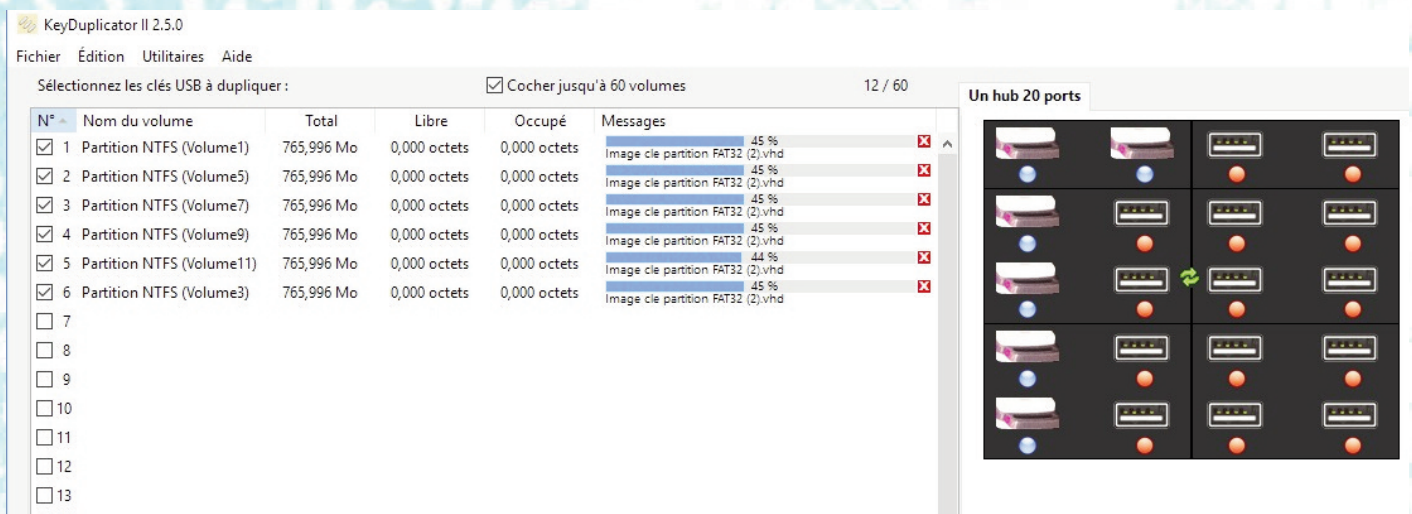 KeyDuplicator II 2.5.0
Fichier Édition Utilitaires Aide
Sélectionnez les clés USB à dupliquer : Cocher jusqu'à 60 volumes 12 / 60
Un hub 20 ports
N° Nom du volume Total Libre Occupé Messages
1 Partition NTFS (Volume1) 765,996 Mo 0,000 octets 0,000 octets 45 %
Image cle partition FAT32 (2).vhd
2 Partition NTFS (Volume5) 765,996 Mo 0,000 octets 0,000 octets 45 %
Image cle partition FAT32 (2).vhd
3 Partition NTFS (Volume7) 765,996 Mo 0,000 octets 0,000 octets 45 %
Image cle partition FAT32 (2).vhd
4 Partition NTFS (Volume9) 765,996 Mo 0,000 octets 0,000 octets 45 %
Image cle partition FAT32 (2).vhd
5 Partition NTFS (Volume11) 765,996 Mo 0,000 octets 0,000 octets 44 %
Image cle partition FAT32 (2).vhd
6 Partition NTFS (Volume3) 765,996 Mo 0,000 octets 0,000 octets 45 %
Image cle partition FAT32 (2).vhd
7
8
9
10
11
12
13